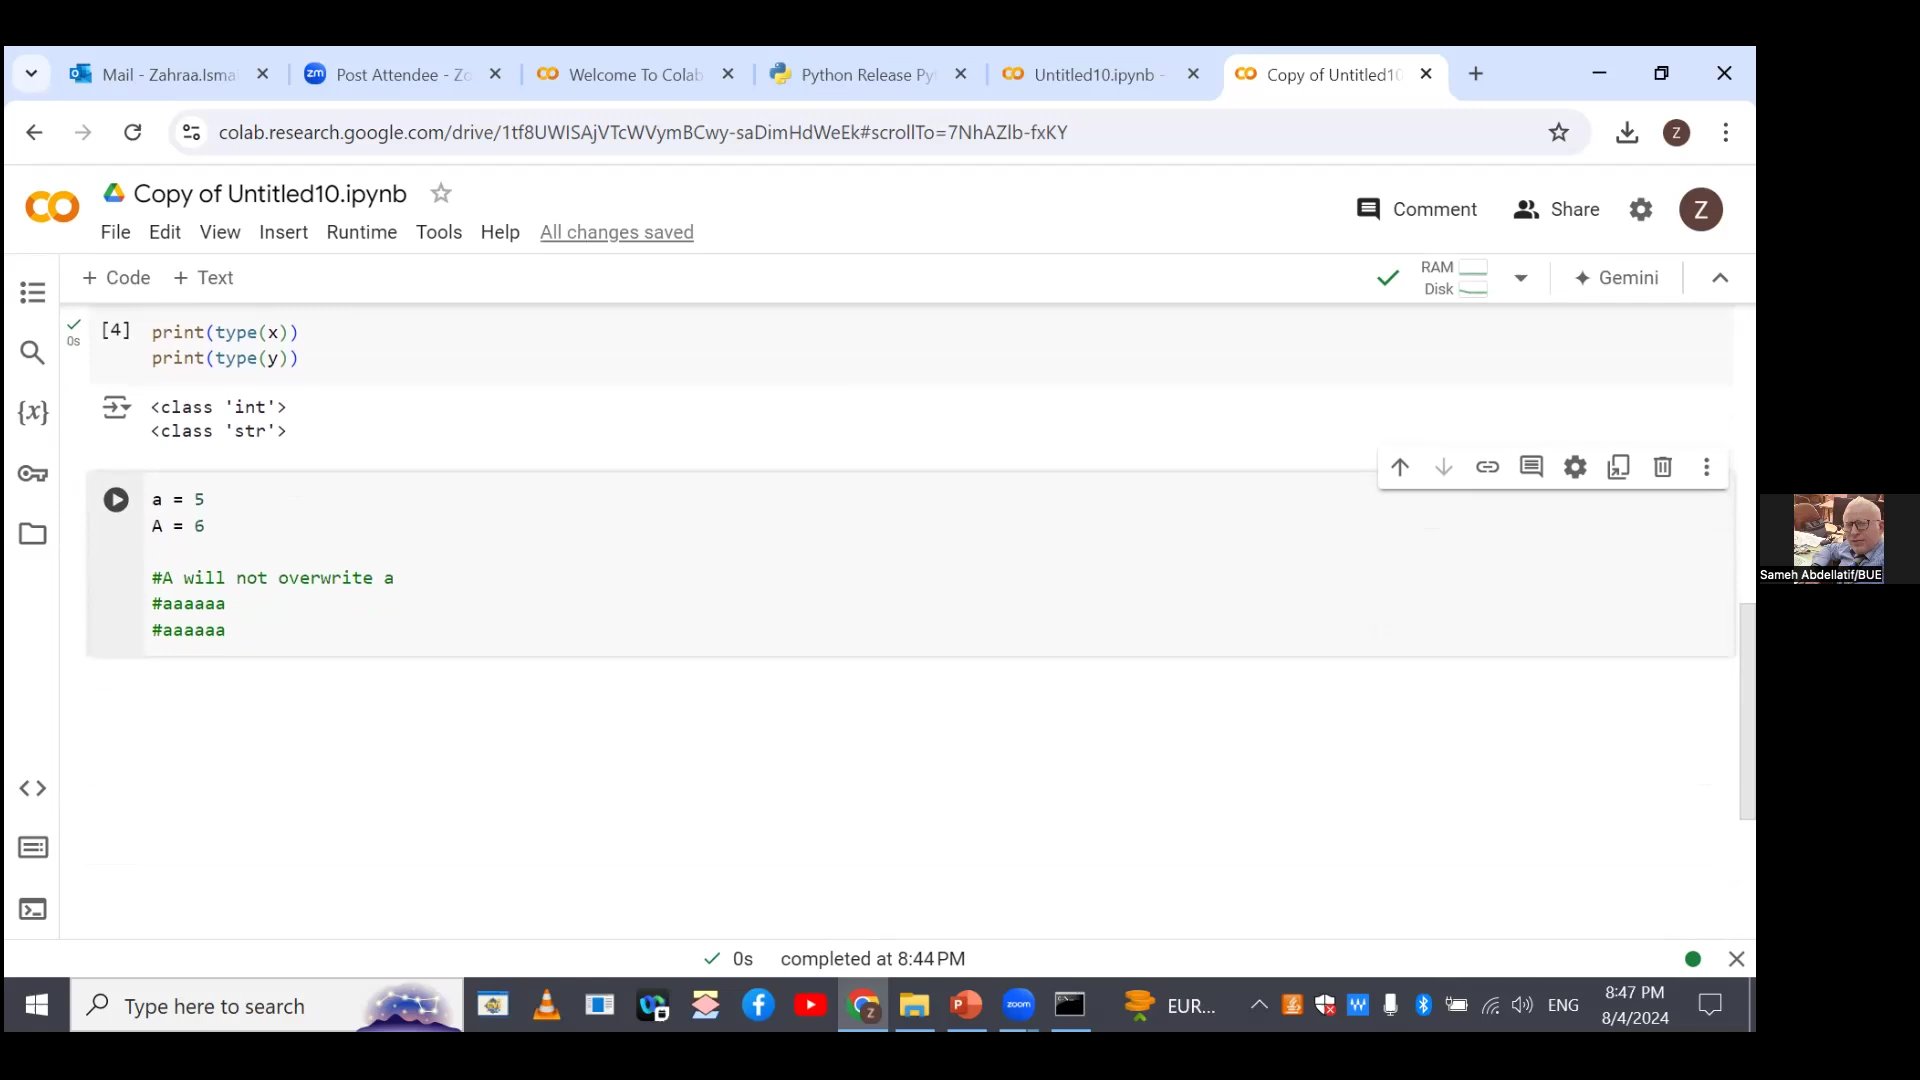 Mail - Zahraa.Isma
Post Attendee - Zo
Welcome To Colab
Python Release Py
Untitled10.ipynb -
Copy of Untitled10
colab.research.google.com/drive/1tf8UWISAjVTcWVymBCwy-saDimHdWeEk#scrollTo=7NhAZlb-fxKY
Z
CO
Copy of Untitled10.ipynb
Comment
Share
Z
File Edit View Insert Runtime Tools Help All changes saved
+ Code + Text
RAM
Disk
Gemini
0s
[4] print(type(x))
print(type(y))
<class 'int'>
<class 'str'>
{x}
a = 5
A = 6
#A will not overwrite a
#aaaaaa
#aaaaaa
Sameh Abdellatif/BUE
0s completed at 8:44 PM
Type here to search
EUR...
ENG
8:47 PM
8/4/2024